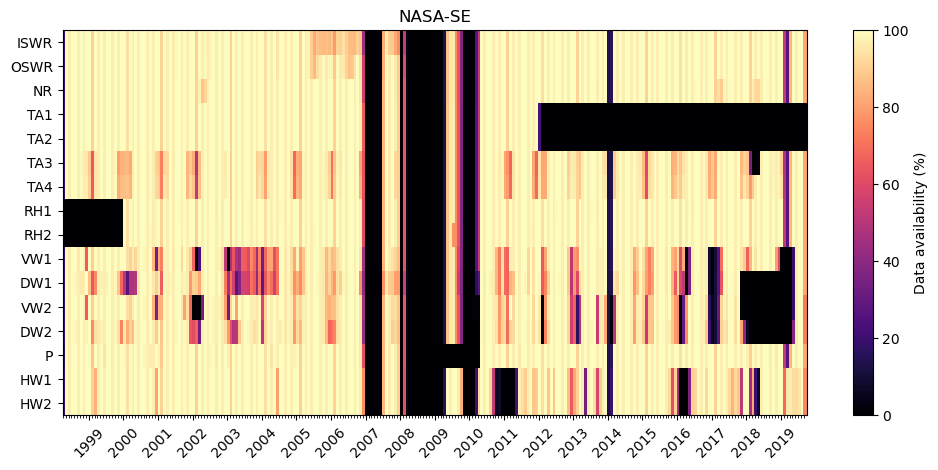 NASA-SE
ISWR
OSWR
NR
TA1
TA2
TA3
TA4
RH1
RH2
VW1
DW1
VW2
DW2
P
HW1
HW2
1999 2000 2001 2002 2003 2004 2005 2006 2007 2008 2009 2010 2011 2012 2013 2014 2015 2016 2017 2018 2019
100
80
60
40
20
0
Data availability (%)